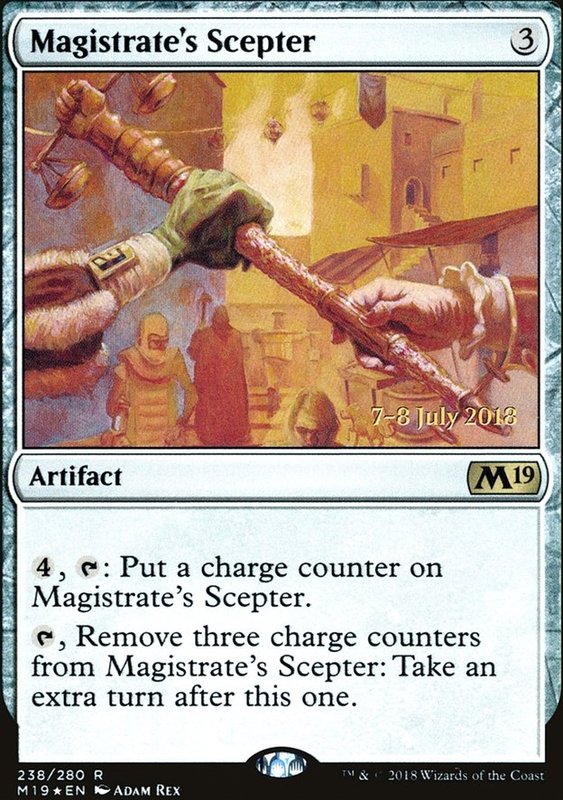 Magistrate's Scepter 3
7–8 July 2018
Artifact M19
4, : Put a charge counter on
Magistrate's Scepter.
, Remove three charge counters
from Magistrate's Scepter: Take an
extra turn after this one.
238/280 R
M19★EN Adam Rex
™ & © 2018 Wizards of the Coast